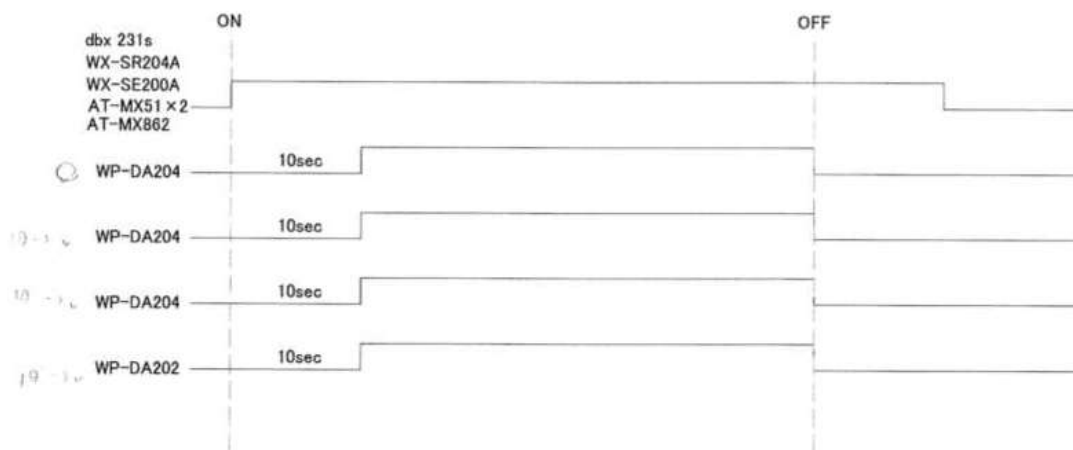 ON
OFF
dbx 231s
WX-SR204A
WX-SE200A
AT-MX51×2
AT-MX862
10sec
WP-DA204
10sec
WP-DA204
10sec
WP-DA204
10sec
WP-DA202